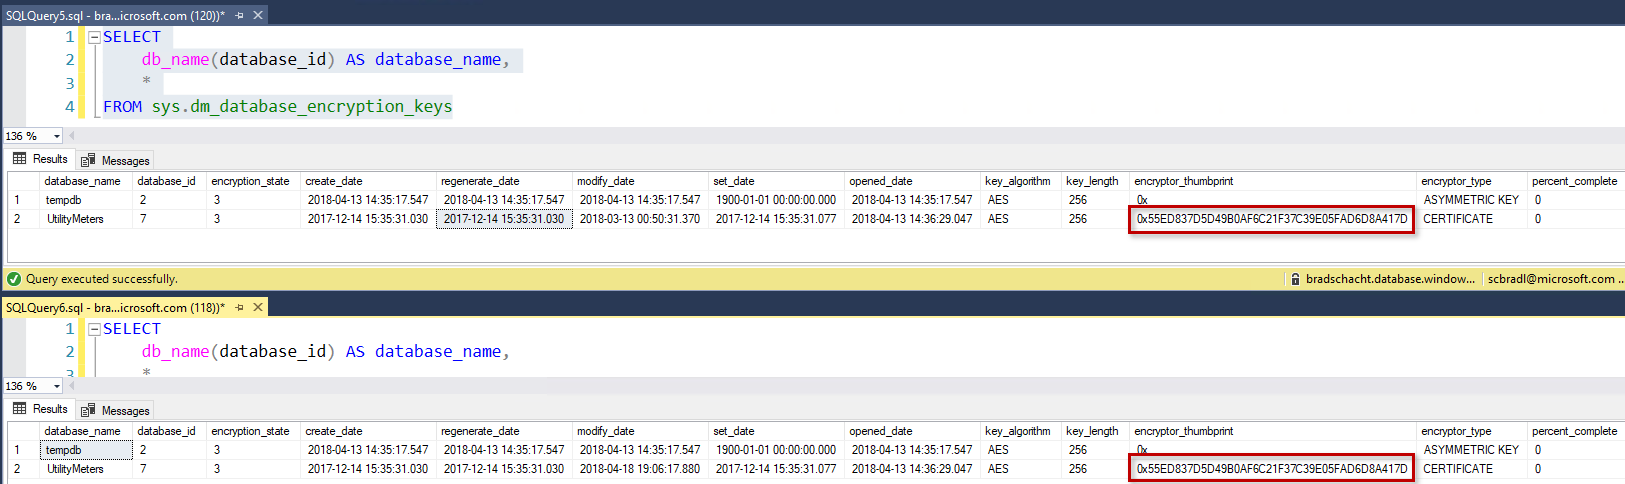 SQLQuery5.sql - bra...icrosoft.com (120))*
1 SELECT
2 db_name(database_id) AS database_name,
3 *
4 FROM sys.dm_database_encryption_keys
136 %
Results Messages
database_name database_id encryption_state create_date regenerate_date modify_date set_date opened_date key_algorithm key_length encryptor_thumbprint encryptor_type percent_complete
1 tempdb 2 3 2018-04-13 14:35:17.547 2018-04-13 14:35:17.547 2018-04-13 14:35:17.547 1900-01-01 00:00:00.000 2018-04-13 14:35:17.547 AES 256 0x ASYMMETRIC KEY 0
2 UtilityMeters 7 3 2017-12-14 15:35:31.030 2017-12-14 15:35:31.030 2018-03-13 00:50:31.370 2017-12-14 15:35:31.077 2018-04-13 14:36:29.047 AES 256 0x55ED837D5D49B0AF6C21F37C39E05FAD6D8A417D CERTIFICATE 0
Query executed successfully. bradschacht.database.window... scbradl@microsoft.com ...
SQLQuery6.sql - bra...icrosoft.com (118))*
1 SELECT
2 db_name(database_id) AS database_name,
3 *
136 %
Results Messages
database_name database_id encryption_state create_date regenerate_date modify_date set_date opened_date key_algorithm key_length encryptor_thumbprint encryptor_type percent_complete
1 tempdb 2 3 2018-04-13 14:35:17.547 2018-04-13 14:35:17.547 2018-04-13 14:35:17.547 1900-01-01 00:00:00.000 2018-04-13 14:35:17.547 AES 256 0x ASYMMETRIC KEY 0
2 UtilityMeters 7 3 2017-12-14 15:35:31.030 2017-12-14 15:35:31.030 2018-04-18 19:06:17.880 2017-12-14 15:35:31.077 2018-04-13 14:36:29.047 AES 256 0x55ED837D5D49B0AF6C21F37C39E05FAD6D8A417D CERTIFICATE 0